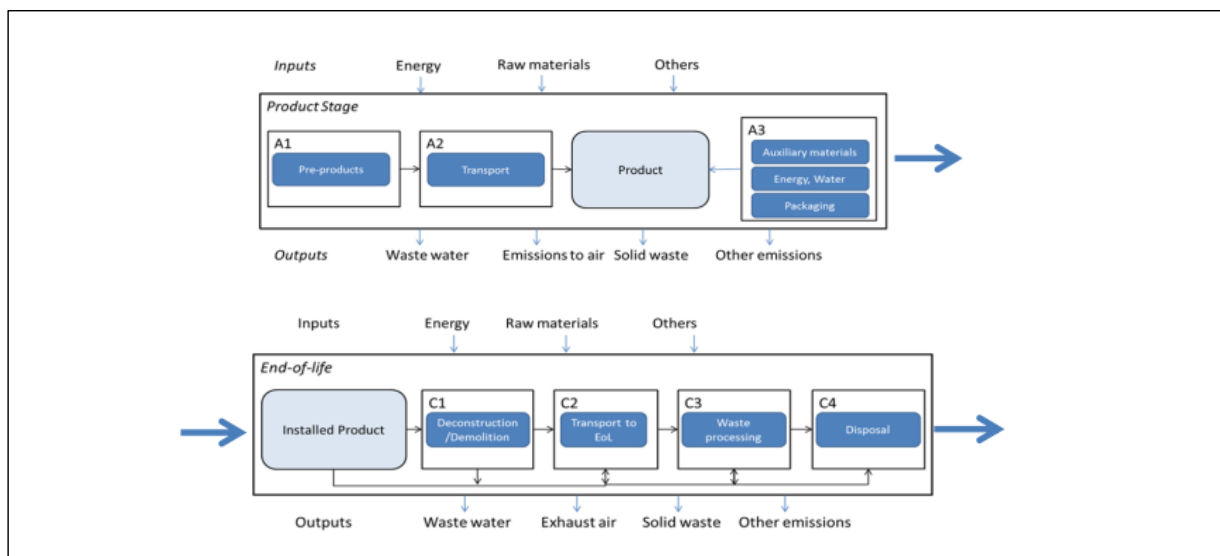 Inputs Energy Raw materials Others
Product Stage
A1 A2 A3
Pre-products Transport Product Auxiliary materials
Energy, Water
Packaging
Outputs Waste water Emissions to air Solid waste Other emissions
Inputs Energy Raw materials Others
End-of-life
Installed Product
C1
Deconstruction
/Demolition
C2
Transport to
EoL
C3
Waste
processing
C4
Disposal
Outputs Waste water Exhaust air Solid waste Other emissions